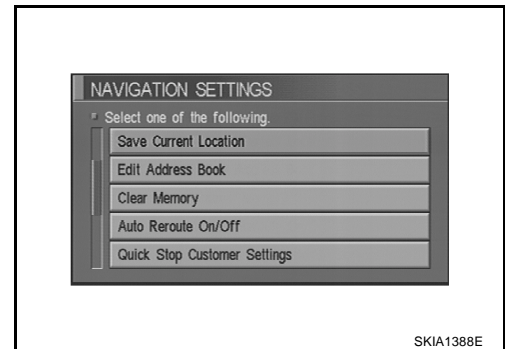 NAVIGATION SETTINGS
Select one of the following.
Save Current Location
Edit Address Book
Clear Memory
Auto Reroute On/Off
Quick Stop Customer Settings
SKIA1388E